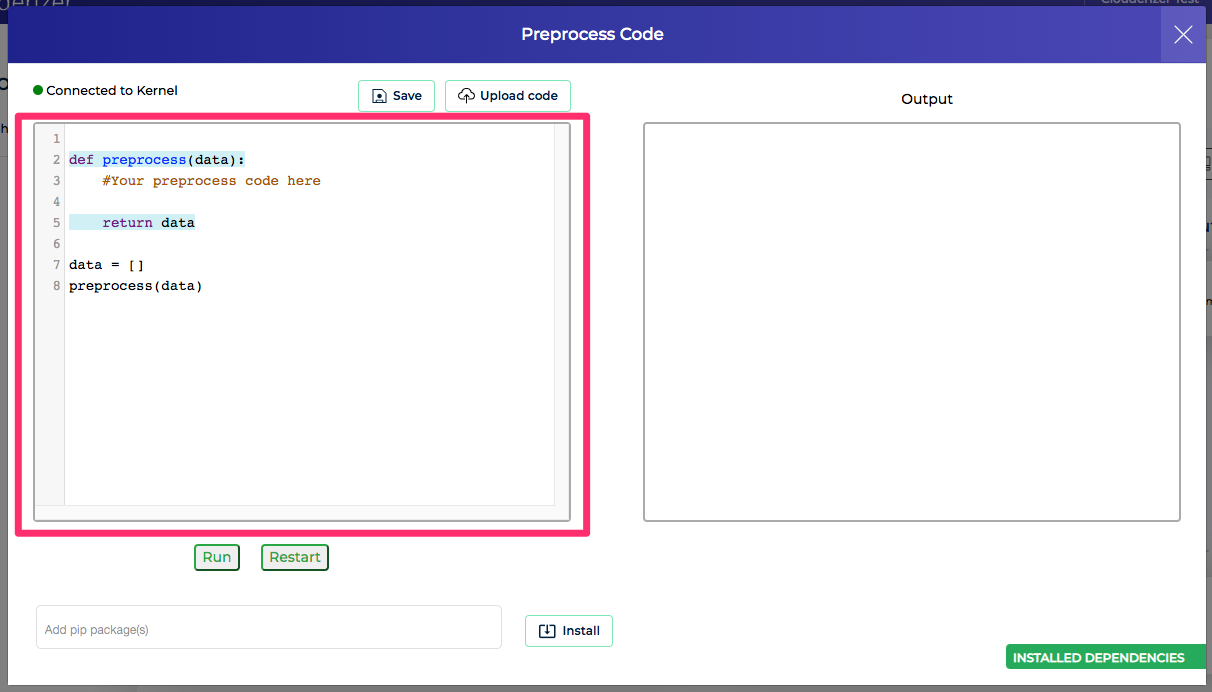 Preprocess Code
Connected to Kernel
Save
Upload code
Output
1
2 def preprocess(data):
3 #Your preprocess code here
4
5 return data
6
7 data = []
8 preprocess(data)
Run
Restart
Add pip package(s)
Install
INSTALLED DEPENDENCIES